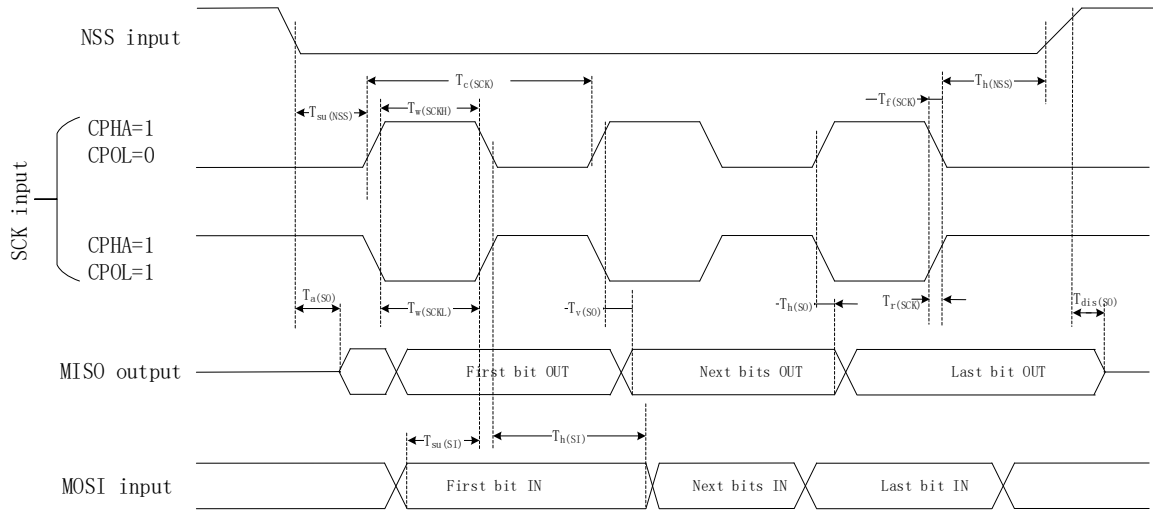 NSS input
Tc(SCK)
Th(NSS)
Tsu(NSS)
Tw(SCKH)
Tf(SCK)
CPHA=1
CPOL=0
SCK input
CPHA=1
CPOL=1
Ta(SO)
Tw(SCKL)
Tv(SO)
Th(SO)
Tr(SCK)
Tdis(SO)
MISO output
First bit OUT
Next bits OUT
Last bit OUT
Tsu(SI)
Th(SI)
MOSI input
First bit IN
Next bits IN
Last bit IN